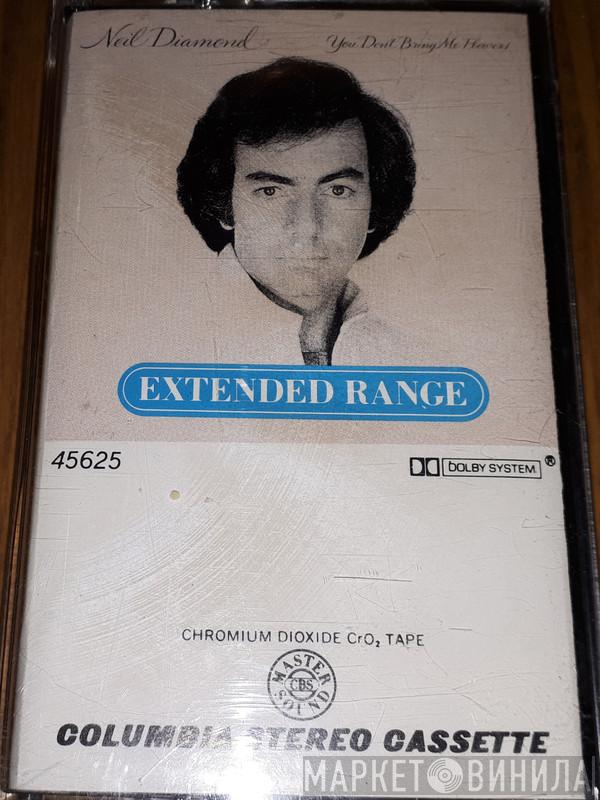 Neil Diamond
You Don't Bring Me Flowers
EXTENDED RANGE
45625
DOLBY SYSTEM ®
CHROMIUM DIOXIDE CrO₂ TAPE
MASTER
CBS
SOUND
COLUMBIA STEREO CASSETTE
МАРКЕТ ВИНИЛА